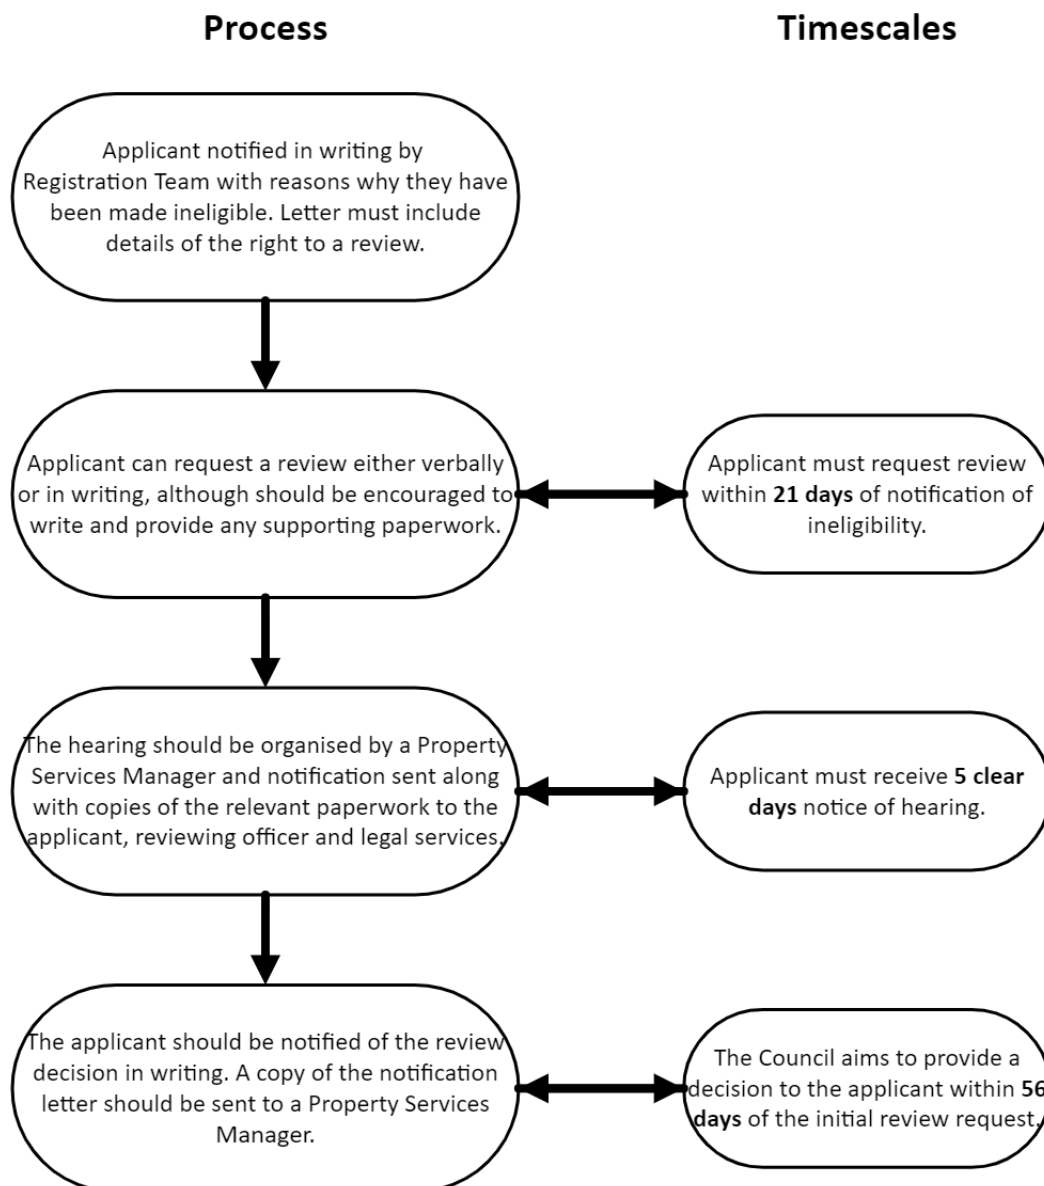 Process
Timescales
Applicant notified in writing by
Registration Team with reasons why they have
been made ineligible. Letter must include
details of the right to a review.
Applicant can request a review either verbally
or in writing, although should be encouraged to
write and provide any supporting paperwork.
Applicant must request review
within 21 days of notification of
ineligibility.
The hearing should be organised by a Property
Services Manager and notification sent along
with copies of the relevant paperwork to the
applicant, reviewing officer and legal services.
Applicant must receive 5 clear
days notice of hearing.
The applicant should be notified of the review
decision in writing. A copy of the notification
letter should be sent to a Property Services
Manager.
The Council aims to provide a
decision to the applicant within 56
days of the initial review request.